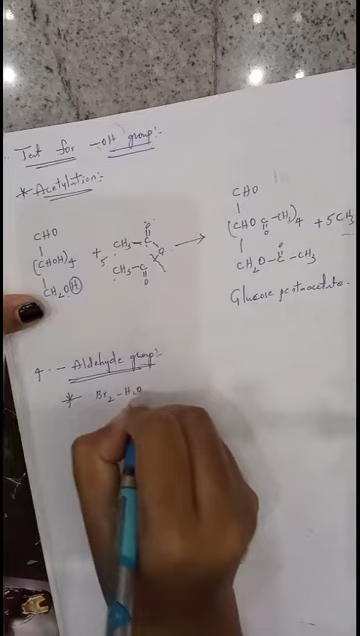 Test for -OH group:-
* Acetylation:-
CHO
|
(CHOH)4
|
CH2OH
+ 5
CH3-C
||
O
O
CH3-C
||
O
→
CHO
|
(CHO C-CH3)4
||
O
|
CH2O-C-CH3
||
O
+ 5CH3
Glucose pentaacetate.
4. - Aldehyde group:-
* Br2-H2O